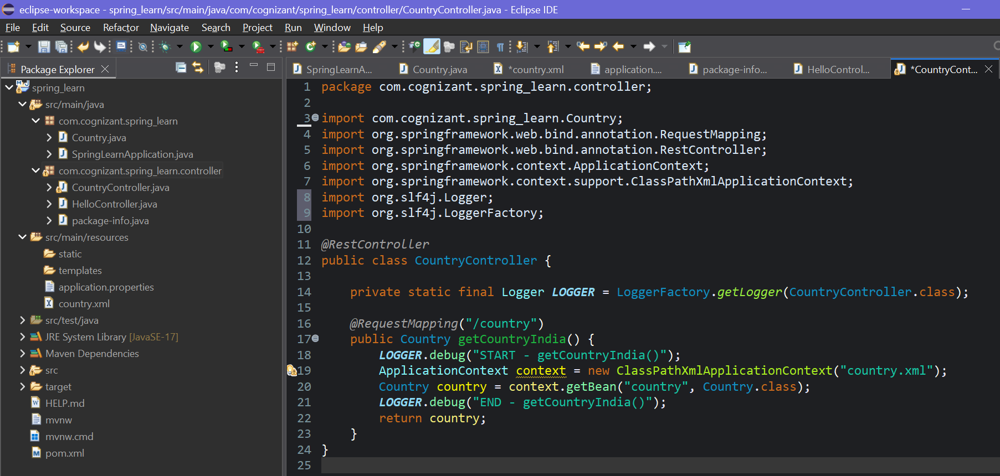 eclipse-workspace - spring_learn/src/main/java/com/cognizant/spring_learn/controller/CountryController.java - Eclipse IDE
File Edit Source Refactor Navigate Search Project Run Window Help
Package Explorer
spring_learn
src/main/java
com.cognizant.spring_learn
Country.java
SpringLearnApplication.java
com.cognizant.spring_learn.controller
CountryController.java
HelloController.java
package-info.java
src/main/resources
static
templates
application.properties
country.xml
src/test/java
JRE System Library [JavaSE-17]
Maven Dependencies
src
target
HELP.md
mvnw
mvnw.cmd
pom.xml
SpringLearnA... Country.java *country.xml application.... package-info... HelloControl... *CountryCont...
1 package com.cognizant.spring_learn.controller;
2
3 import com.cognizant.spring_learn.Country;
4 import org.springframework.web.bind.annotation.RequestMapping;
5 import org.springframework.web.bind.annotation.RestController;
6 import org.springframework.context.ApplicationContext;
7 import org.springframework.context.support.ClassPathXmlApplicationContext;
8 import org.slf4j.Logger;
9 import org.slf4j.LoggerFactory;
10
11 @RestController
12 public class CountryController {
13
14 private static final Logger LOGGER = LoggerFactory.getLogger(CountryController.class);
15
16 @RequestMapping("/country")
17 public Country getCountryIndia() {
18 LOGGER.debug("START - getCountryIndia()");
19 ApplicationContext context = new ClassPathXmlApplicationContext("country.xml");
20 Country country = context.getBean("country", Country.class);
21 LOGGER.debug("END - getCountryIndia()");
22 return country;
23 }
24 }
25